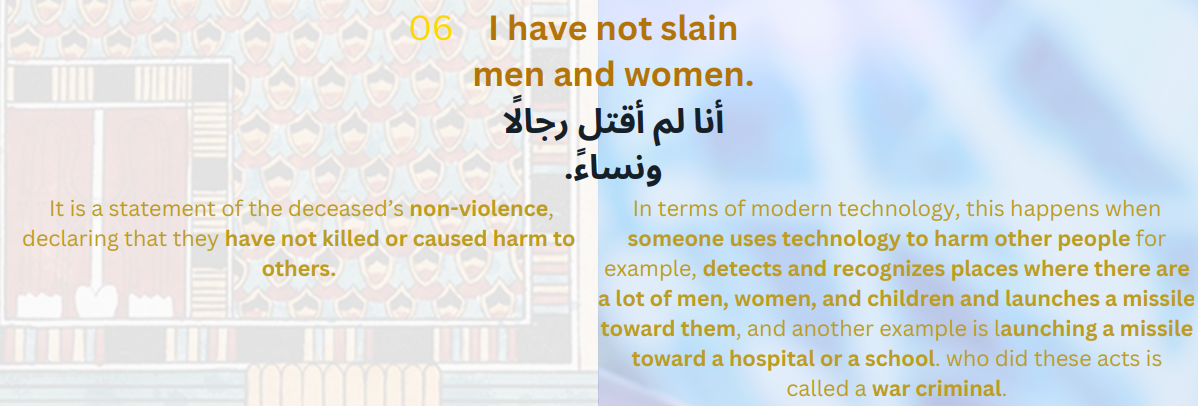 06 I have not slain
men and women.
أنا لم أقتل رجالًا
ونساءً.
It is a statement of the deceased’s non-violence,
declaring that they have not killed or caused harm to
others.
In terms of modern technology, this happens when
someone uses technology to harm other people for
example, detects and recognizes places where there are
a lot of men, women, and children and launches a missile
toward them, and another example is launching a missile
toward a hospital or a school. who did these acts is
called a war criminal.